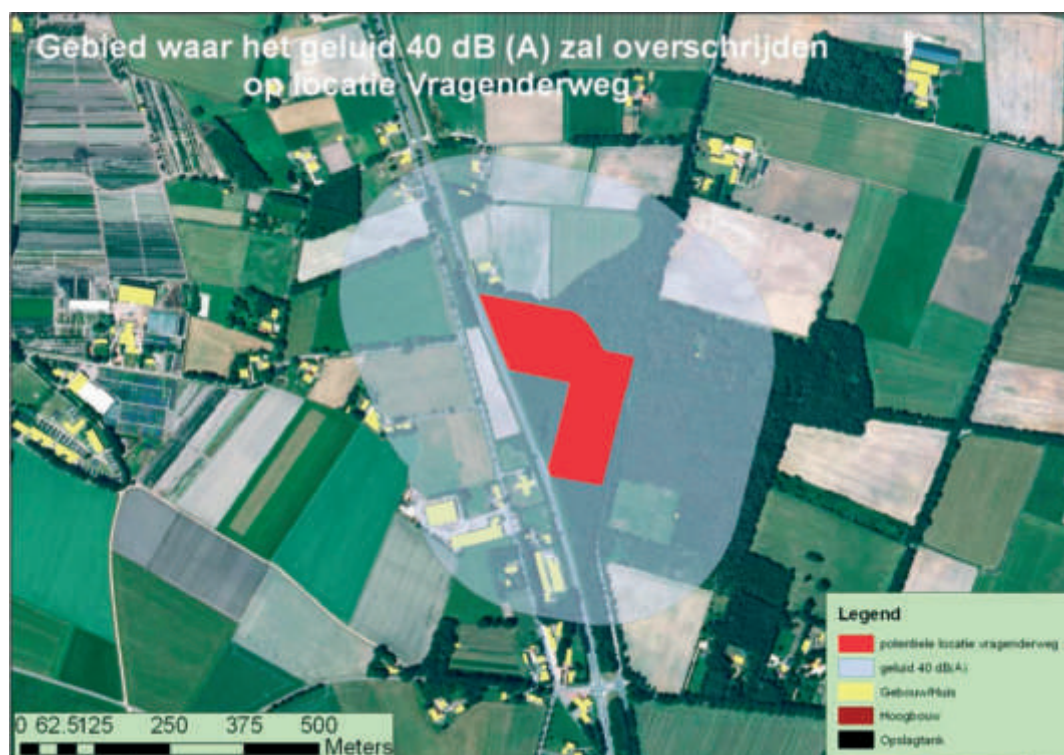 Gebied waar het geluid 40 dB (A) zal overschrijden
op locatie Vragenderweg
Legend
potentiele locatie vragenderweg
geluid 40 dB(A)
Gebouw/Huis
Hoogbouw
Opslagtank
0 62.5125 250 375 500
Meters